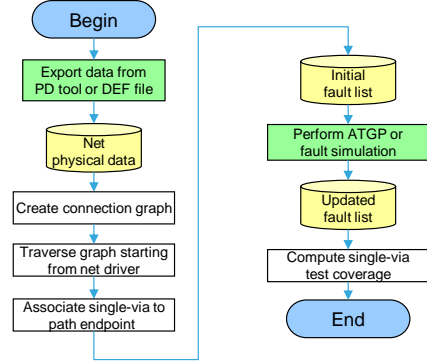 Begin
Export data from
PD tool or DEF file
Net
physical data
Create connection graph
Traverse graph starting
from net driver
Associate single-via to
path endpoint
Initial
fault list
Perform ATGP or
fault simulation
Updated
fault list
Compute single-via
test coverage
End